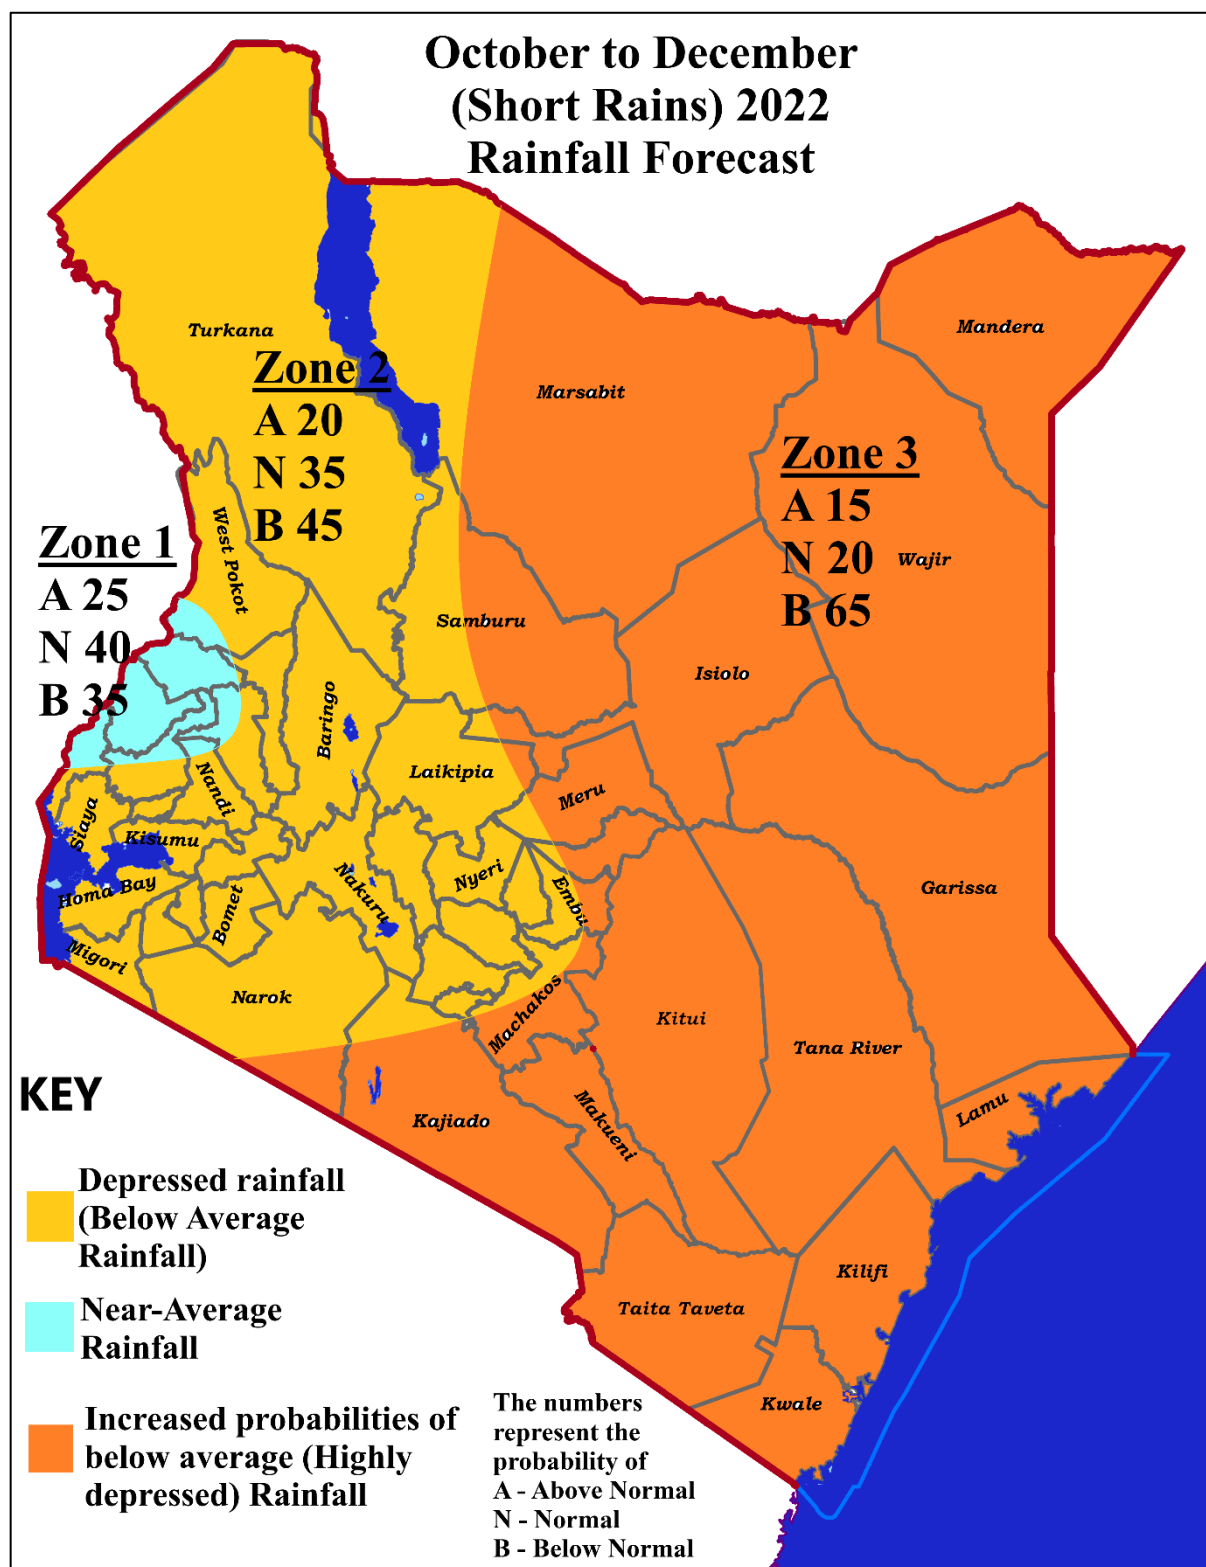 October to December
(Short Rains) 2022
Rainfall Forecast
Turkana
Zone 2
A 20
N 35
B 45
Marsabit
Mandera
Zone 3
A 15
N 20
B 65
Wajir
West Pokot
Zone 1
A 25
N 40
B 35
Samburu
Isiolo
Baringo
Laikipia
Meru
Nandi
Siaya
Kisumu
Homa Bay
Bomet
Nakuru
Nyeri
Embu
Garissa
Migori
Narok
Machakos
Kitui
Tana River
Lamu
Kajiado
Makueni
Kilifi
Taita Taveta
Kwale
KEY
Depressed rainfall
(Below Average
Rainfall)
Near-Average
Rainfall
Increased probabilities of
below average (Highly
depressed) Rainfall
The numbers
represent the
probability of
A - Above Normal
N - Normal
B - Below Normal